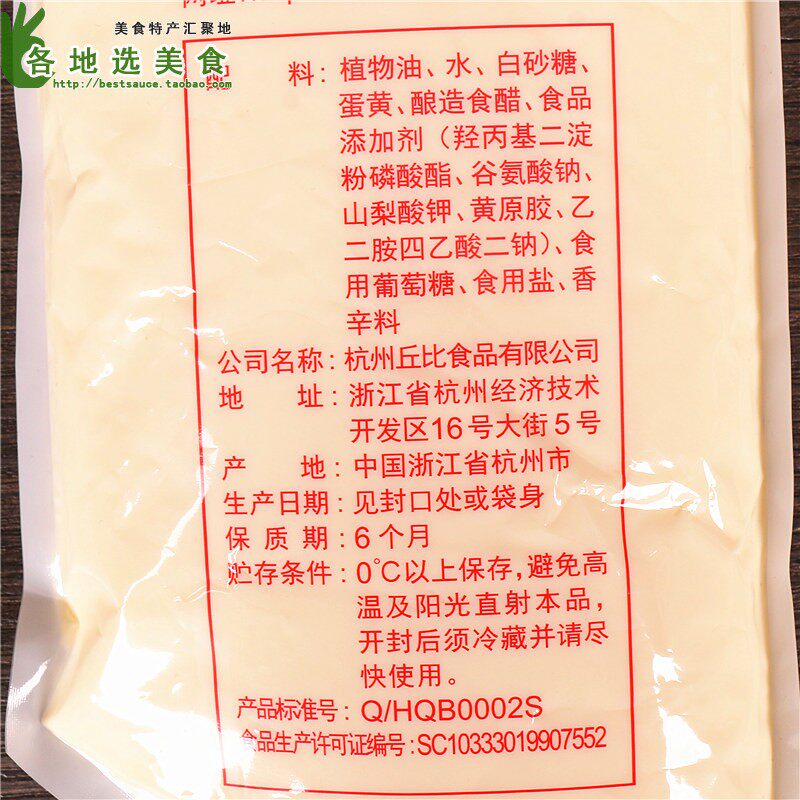 美食特产汇聚地
各地选美食
http://bestsauce.taobao.com
料：植物油、水、白砂糖、
蛋黄、酿造食醋、食品
添加剂（羟丙基二淀
粉磷酸酯、谷氨酸钠、
山梨酸钾、黄原胶、乙
二胺四乙酸二钠）、食
用葡萄糖、食用盐、香
辛料
公司名称：杭州丘比食品有限公司
地 址：浙江省杭州经济技术
开发区16号大街5号
产 地：中国浙江省杭州市
生产日期：见封口处或袋身
保 质 期：6个月
贮存条件：0℃以上保存，避免高
温及阳光直射本品，
开封后须冷藏并请尽
快使用。
产品标准号：Q/HQB0002S
食品生产许可证编号：SC10333019907552